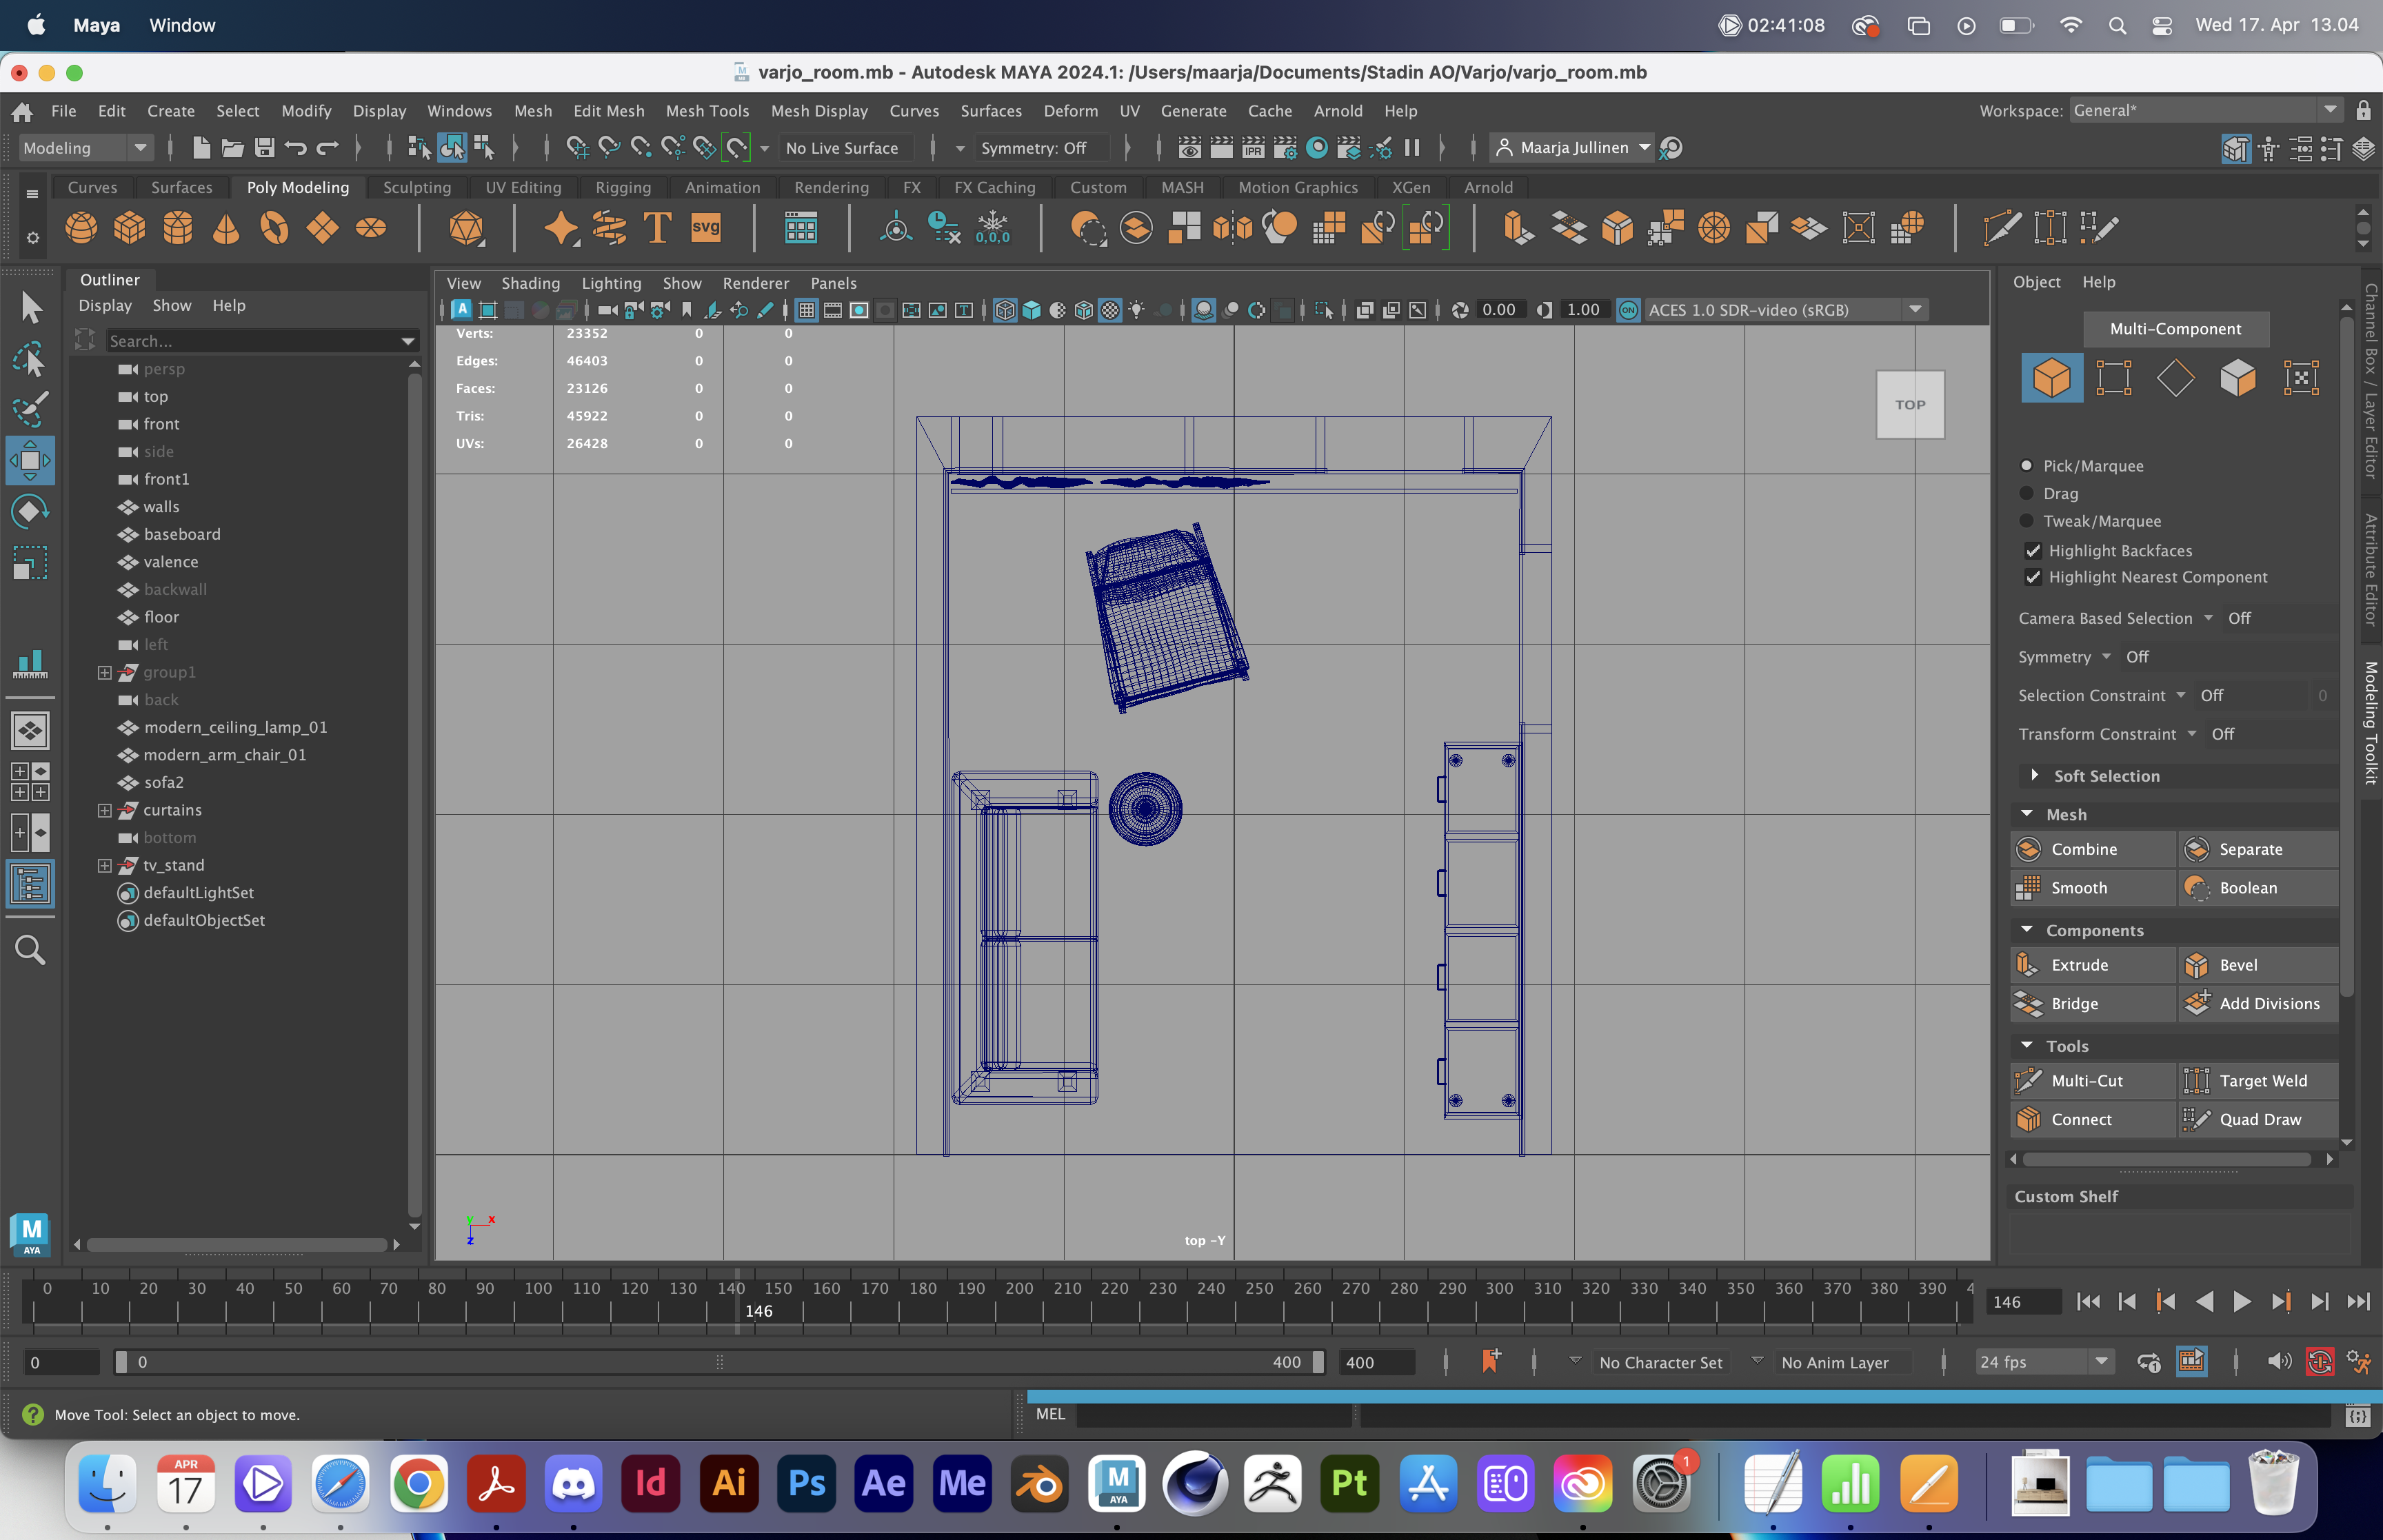 Maya Window 02:41:08 Wed 17. Apr 13.04
varjo_room.mb - Autodesk MAYA 2024.1: /Users/maarja/Documents/Stadin AO/Varjo/varjo_room.mb
File Edit Create Select Modify Display Windows Mesh Edit Mesh Mesh Tools Mesh Display Curves Surfaces Deform UV Generate Cache Arnold Help Workspace: General*
Modeling No Live Surface Symmetry: Off IPR Maarja Jullinen
Curves Surfaces Poly Modeling Sculpting UV Editing Rigging Animation Rendering FX FX Caching Custom MASH Motion Graphics XGen Arnold
T svg 0,0,0
Outliner
Display Show Help
Search...
persp
top
front
side
front1
walls
baseboard
valence
backwall
floor
left
group1
back
modern_ceiling_lamp_01
modern_arm_chair_01
sofa2
curtains
bottom
tv_stand
defaultLightSet
defaultObjectSet
View Shading Lighting Show Renderer Panels
0.00 1.00 ON ACES 1.0 SDR-video (sRGB)
Verts: 23352 0 0
Edges: 46403 0 0
Faces: 23126 0 0
Tris: 45922 0 0
UVs: 26428 0 0
TOP
y x
z
top -Y
Object Help
Multi-Component
Pick/Marquee
Drag
Tweak/Marquee
Highlight Backfaces
Highlight Nearest Component
Camera Based Selection Off
Symmetry Off
Selection Constraint Off 0
Transform Constraint Off
Soft Selection
Mesh
Combine Separate
Smooth Boolean
Components
Extrude Bevel
Bridge Add Divisions
Tools
Multi-Cut Target Weld
Connect Quad Draw
Custom Shelf
Channel Box / Layer Editor
Attribute Editor
Modeling Toolkit
M
AYA
0 10 20 30 40 50 60 70 80 90 100 110 120 130 140 150 160 170 180 190 200 210 220 230 240 250 260 270 280 290 300 310 320 330 340 350 360 370 380 390 4
146 146
0 0 400 400 No Character Set No Anim Layer 24 fps
Move Tool: Select an object to move. MEL
APR
17 Id Ai Ps Ae Me M AYA Pt 1